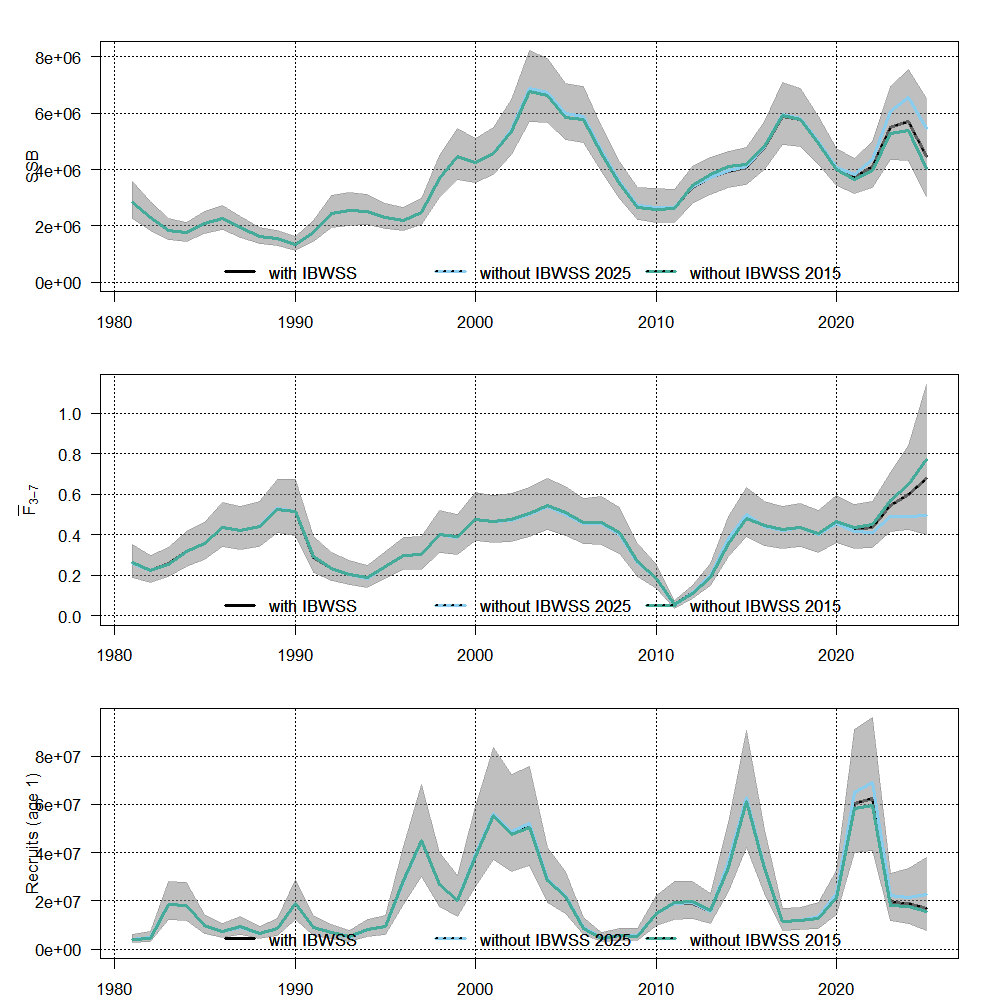 8e+06
6e+06
4e+06
2e+06
0e+00
SSB
with IBWSS
without IBWSS 2025
without IBWSS 2015
1980 1990 2000 2010 2020
1.0
0.8
0.6
0.4
0.2
0.0
F̅3−7
with IBWSS
without IBWSS 2025
without IBWSS 2015
1980 1990 2000 2010 2020
8e+07
6e+07
4e+07
2e+07
0e+00
Recruits (age 1)
with IBWSS
without IBWSS 2025
without IBWSS 2015
1980 1990 2000 2010 2020